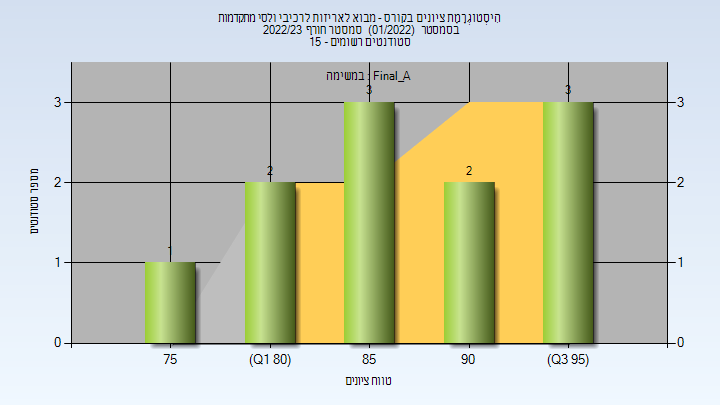 הִיסְטוֹגְרָמַת ציונים בקורס - מבוא לאריזות לרכיבי ולסי מתקדמות
בסמסטר (01/2022) סמסטר חורף 2022/23
סטודנטים רשומים - 15
במשימה : Final_A
מספר סטודנטים
3
2
1
0
1
2
3
2
3
3
2
1
0
75
(Q1 80)
85
90
(Q3 95)
טווח ציונים